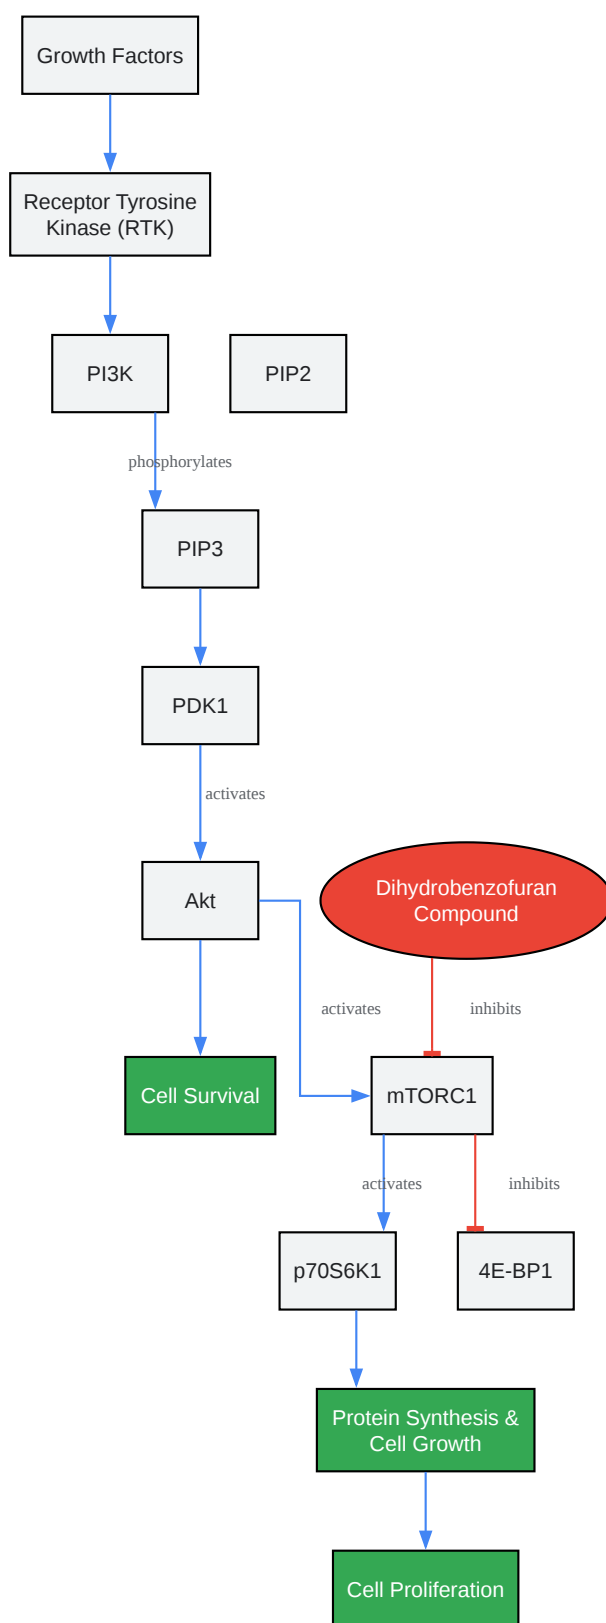 Growth Factors
Receptor Tyrosine
Kinase (RTK)
PI3K
PIP2
phosphorylates
PIP3
PDK1
activates
Akt
Dihydrobenzofuran
Compound
activates
inhibits
Cell Survival
mTORC1
activates
inhibits
p70S6K1
4E-BP1
Protein Synthesis &
Cell Growth
Cell Proliferation